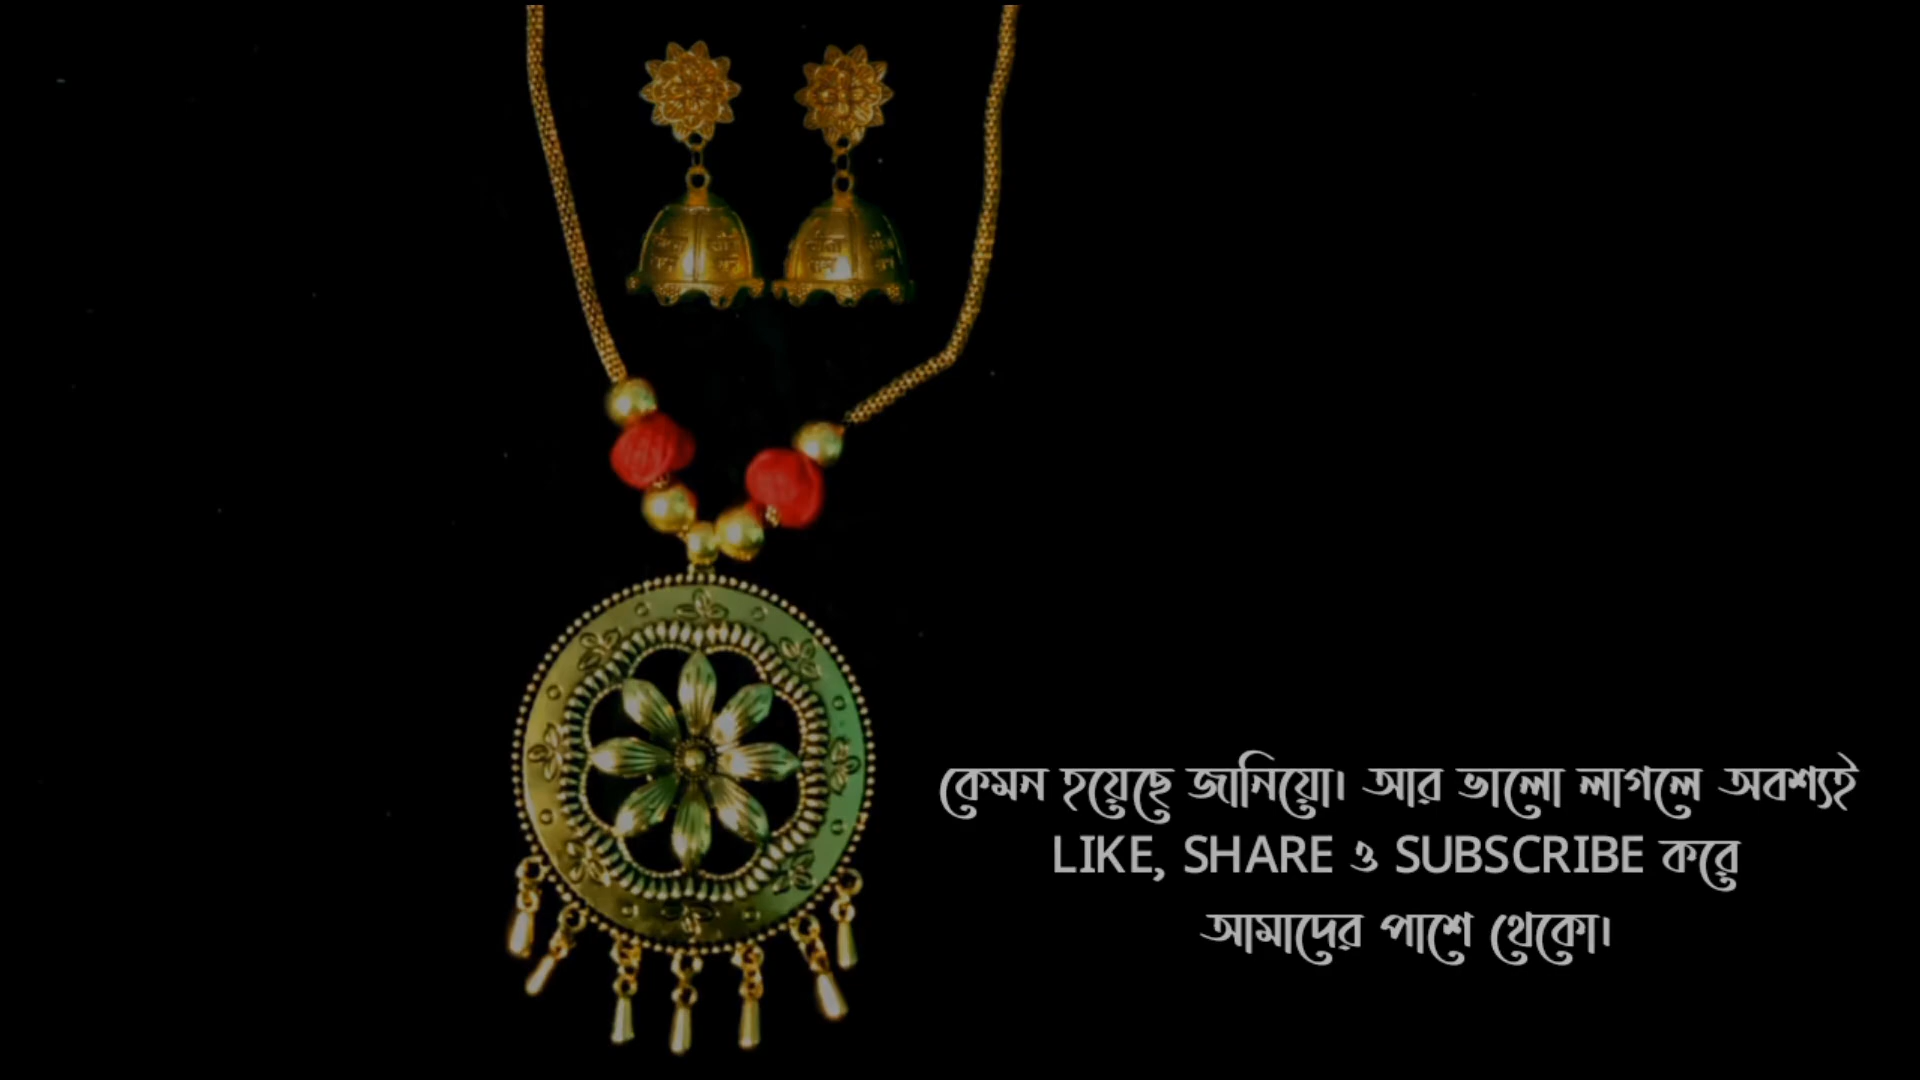 কেমন হয়েছে জানিয়ো। আর ভালো লাগলে অবশ্যই
LIKE, SHARE ও SUBSCRIBE করে
আমাদের পাশে থেকো।